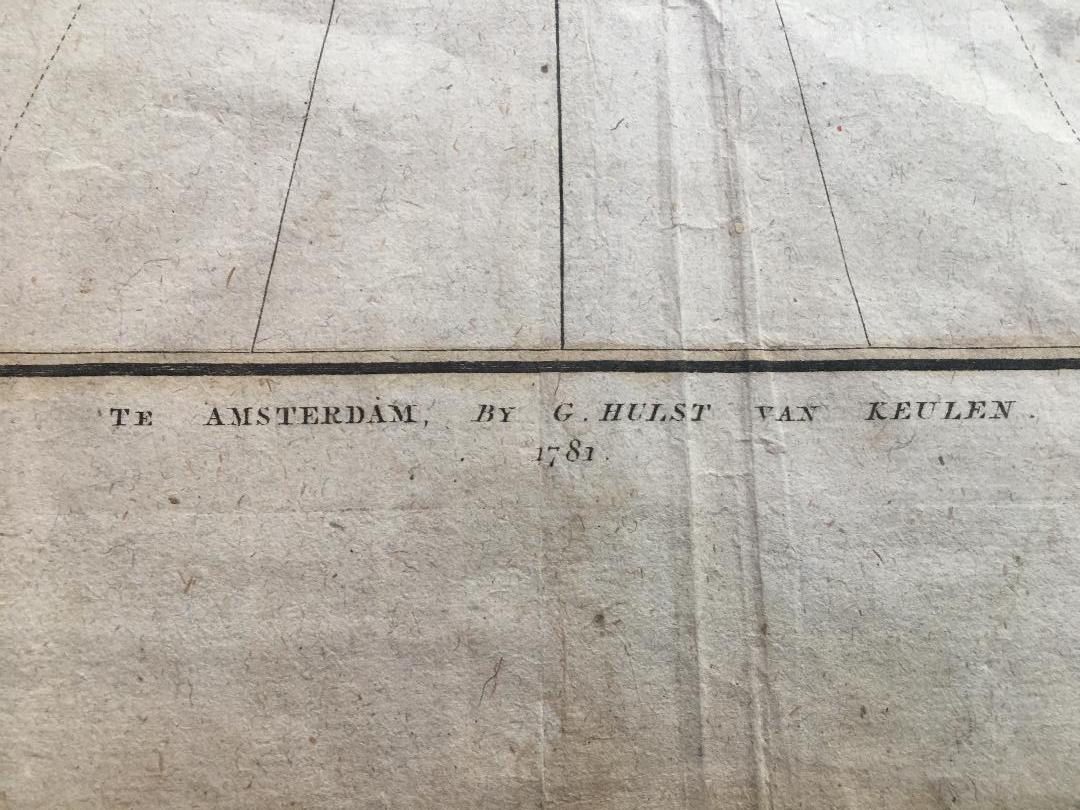 TE AMSTERDAM, BY G. HULST VAN KEULEN.
1781.